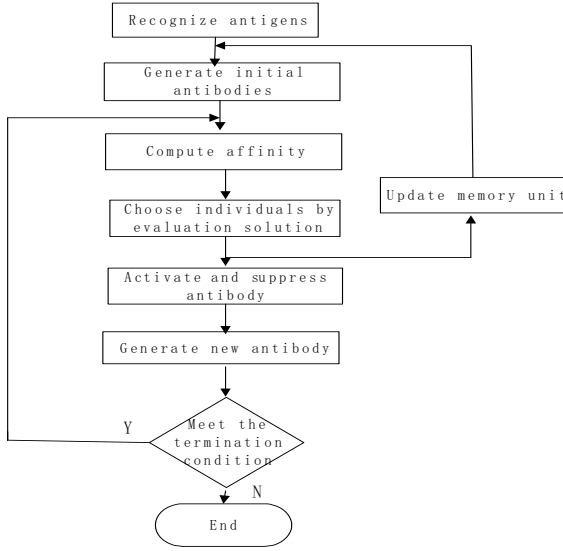 Recognize antigens
Generate initial
antibodies
Compute affinity
Choose individuals by
evaluation solution
Update memory unit
Activate and suppress
antibody
Generate new antibody
Y
Meet the
termination
condition
N
End